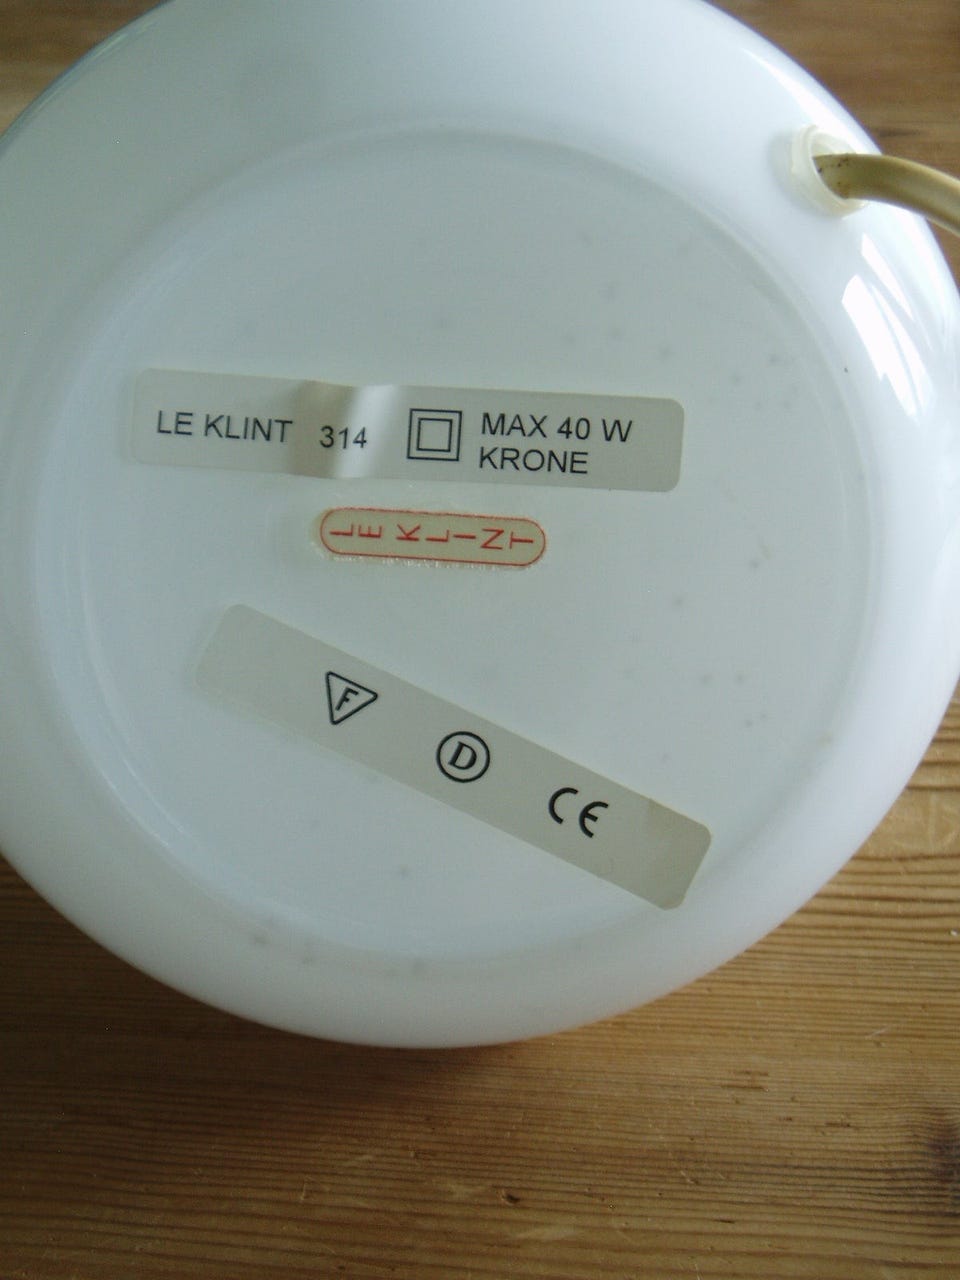 LE KLINT 314 MAX 40 W
KRONE
LE KLINT
F D CE